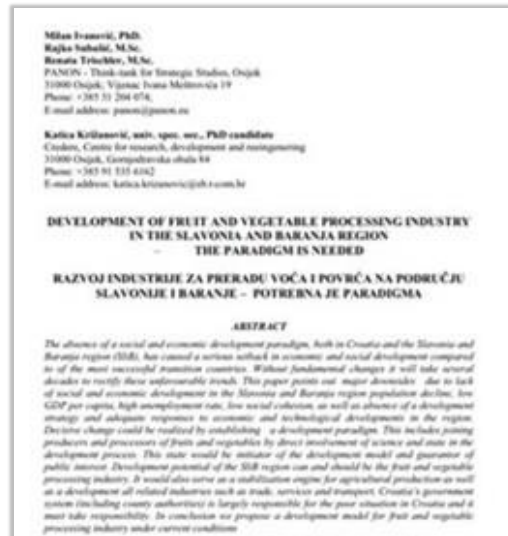 Milan Ivanović, PhD.
Rajko Subašić, M.Sc.
Renata Trischler, M.Sc.
PANON - Think-tank for Strategic Studies, Osijek
31000 Osijek, Vijenac Ivana Meštrovića 19
Phone: +385 31 204 074;
E-mail address: panon@panon.eu
Katica Križanović, univ. spec. oec., PhD candidate
Credere, Centre for research, development and reengineering
31000 Osijek, Gornjodravska obala 84
Phone: +385 91 535 6162
E-mail address: katica.krizanovic@zb.t-com.hr
DEVELOPMENT OF FRUIT AND VEGETABLE PROCESSING INDUSTRY
IN THE SLAVONIA AND BARANJA REGION
- THE PARADIGM IS NEEDED
RAZVOJ INDUSTRIJE ZA PRERADU VOĆA I POVRĆA NA PODRUČJU
SLAVONIJE I BARANJE – POTREBNA JE PARADIGMA
ABSTRACT
The absence of a social and economic development paradigm, both in Croatia and the Slavonia and
Baranja region (SBR), has caused a serious setback in economic and social development compared
to of the most successful transition countries. Without fundamental changes it will take several
decades to rectify these unfavourable trends. This paper points out major downsides due to lack
of social and economic development in the Slavonia and Baranja region population decline, low
GDP per capita, high unemployment rate, low social cohesion, as well as absence of a development
strategy and adequate responses to economic and technological developments in the region.
Decisive change could be realized by establishing a development paradigm. This includes joining
producers and processors of fruits and vegetables by direct involvement of science and state in the
development process. This state would be initiator of the development model and guarantor of
public interest. Development potential of the SBR region can and should be the fruit and vegetable
processing industry. It would also serve as a stabilization engine for agricultural production as well
as a development all related industries such as trade, services and transport. Croatia's government
system (including county authorities) is largely responsible for the poor situation in Croatia and it
must take responsibility. In conclusion we propose a development model for fruit and vegetable
processing industry under current conditions